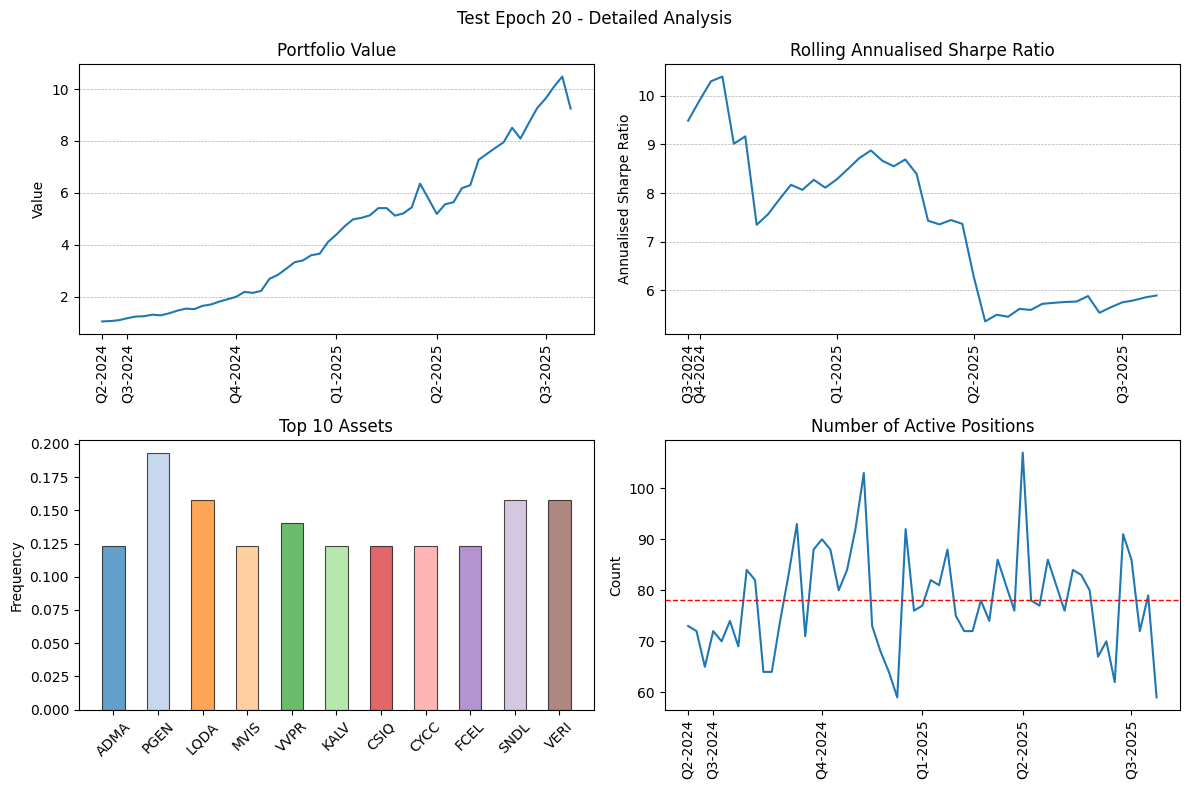 Test Epoch 20 - Detailed Analysis
Portfolio Value
Value
10
8
6
4
2
Q2-2024
Q3-2024
Q4-2024
Q1-2025
Q2-2025
Q3-2025
Rolling Annualised Sharpe Ratio
Annualised Sharpe Ratio
10
9
8
7
6
Q3-2024
Q4-2024
Q1-2025
Q2-2025
Q3-2025
Top 10 Assets
Frequency
0.200
0.175
0.150
0.125
0.100
0.075
0.050
0.025
0.000
ADMA
PGEN
LQDA
MVIS
VVPR
KALV
CSIQ
CYCC
FCEL
SNDL
VERI
Number of Active Positions
Count
100
90
80
70
60
Q2-2024
Q3-2024
Q4-2024
Q1-2025
Q2-2025
Q3-2025